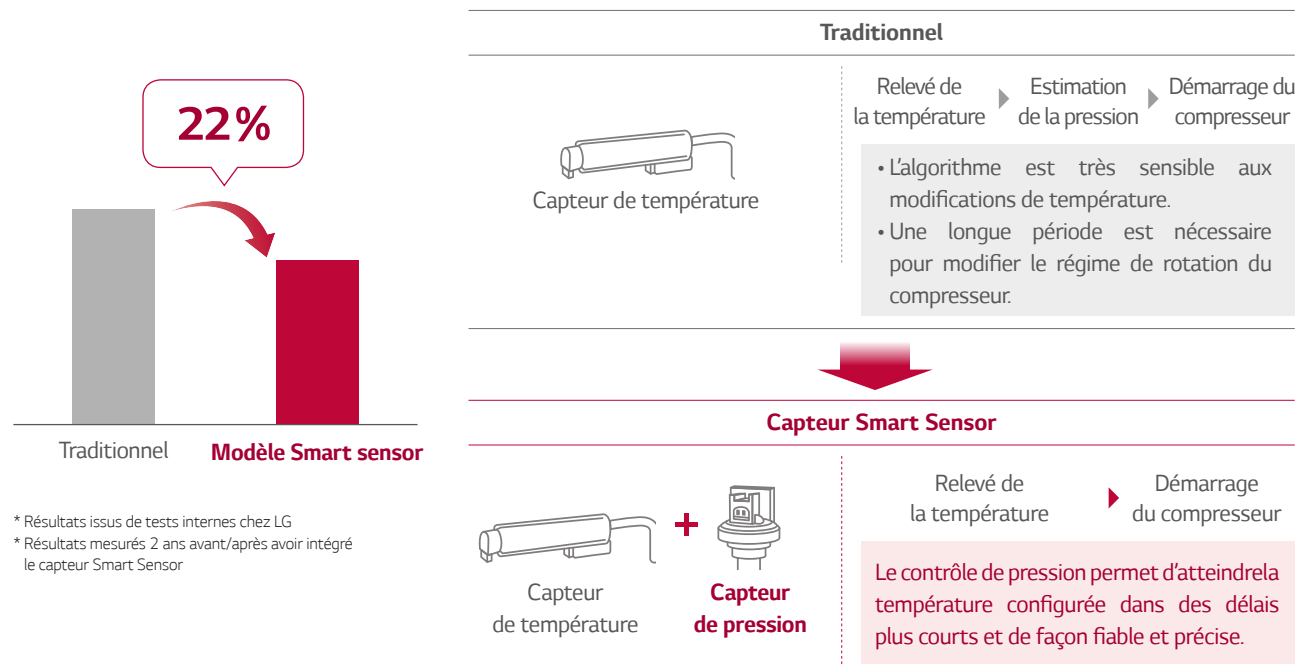 22%
Traditionnel
Modèle Smart sensor
* Résultats issus de tests internes chez LG
* Résultats mesurés 2 ans avant/après avoir intégré
le capteur Smart Sensor
Traditionnel
Capteur de température
Relevé de
la température
Estimation
de la pression
Démarrage du
compresseur
• L'algorithme est très sensible aux
modifications de température.
• Une longue période est nécessaire
pour modifier le régime de rotation du
compresseur.
Capteur Smart Sensor
Capteur
de température
+
Capteur
de pression
Relevé de
la température
Démarrage
du compresseur
Le contrôle de pression permet d'atteindrela
température configurée dans des délais
plus courts et de façon fiable et précise.